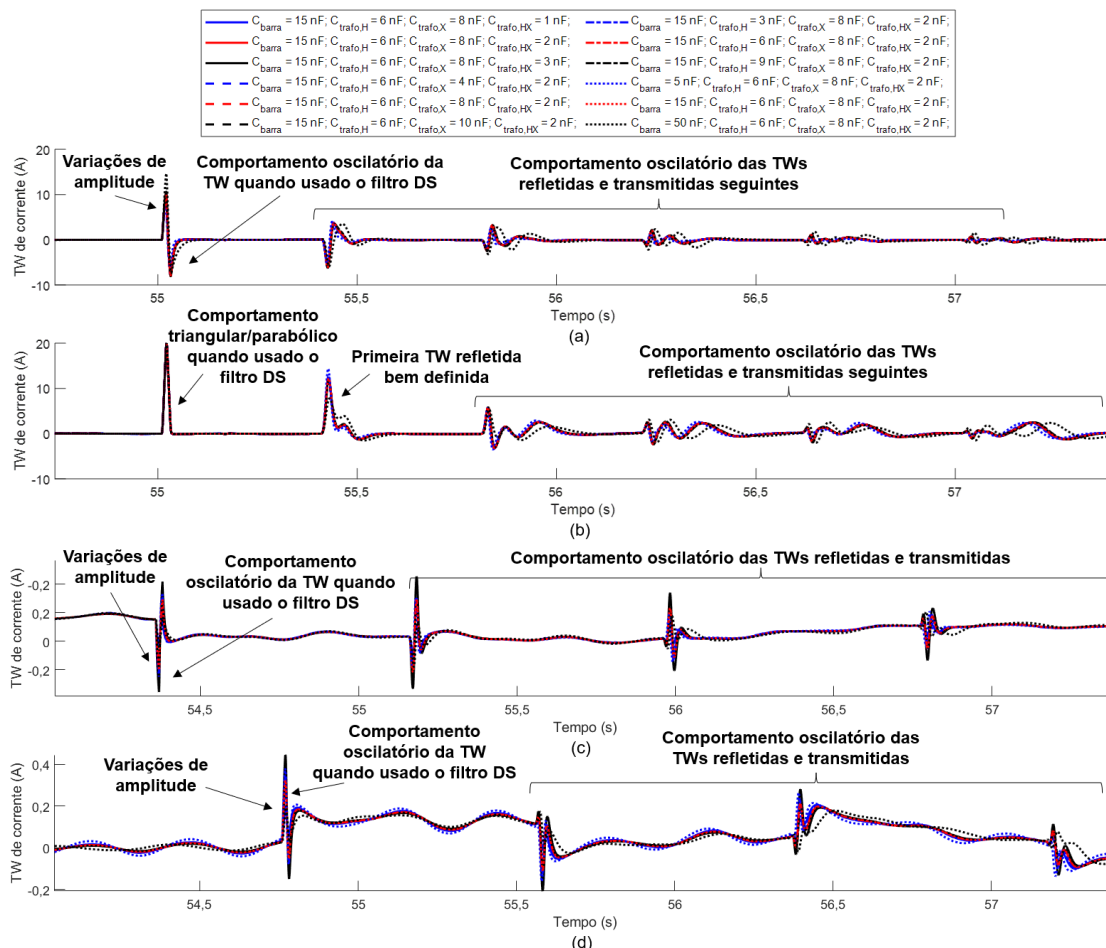 C_barra = 15 nF; C_trafo,H = 6 nF; C_trafo,X = 8 nF; C_trafo,HX = 1 nF;
C_barra = 15 nF; C_trafo,H = 6 nF; C_trafo,X = 8 nF; C_trafo,HX = 2 nF;
C_barra = 15 nF; C_trafo,H = 6 nF; C_trafo,X = 8 nF; C_trafo,HX = 3 nF;
C_barra = 15 nF; C_trafo,H = 6 nF; C_trafo,X = 4 nF; C_trafo,HX = 2 nF;
C_barra = 15 nF; C_trafo,H = 6 nF; C_trafo,X = 8 nF; C_trafo,HX = 2 nF;
C_barra = 15 nF; C_trafo,H = 6 nF; C_trafo,X = 10 nF; C_trafo,HX = 2 nF;
C_barra = 15 nF; C_trafo,H = 3 nF; C_trafo,X = 8 nF; C_trafo,HX = 2 nF;
C_barra = 15 nF; C_trafo,H = 6 nF; C_trafo,X = 8 nF; C_trafo,HX = 2 nF;
C_barra = 15 nF; C_trafo,H = 9 nF; C_trafo,X = 8 nF; C_trafo,HX = 2 nF;
C_barra = 5 nF; C_trafo,H = 6 nF; C_trafo,X = 8 nF; C_trafo,HX = 2 nF;
C_barra = 15 nF; C_trafo,H = 6 nF; C_trafo,X = 8 nF; C_trafo,HX = 2 nF;
C_barra = 50 nF; C_trafo,H = 6 nF; C_trafo,X = 8 nF; C_trafo,HX = 2 nF;
TW de corrente (A)
20
10
0
-10
Variações de
amplitude
Comportamento oscilatório da
TW quando usado o filtro DS
Comportamento oscilatório das TWs
refletidas e transmitidas seguintes
55
55,5
56
56,5
57
Tempo (s)
(a)
TW de corrente (A)
20
10
0
-10
Comportamento
triangular/parabólico
quando usado o
filtro DS
Primeira TW refletida
bem definida
Comportamento oscilatório das TWs
refletidas e transmitidas seguintes
55
55,5
56
56,5
57
Tempo (s)
(b)
TW de corrente (A)
-0,2
0,2
0
-0,2
Variações de
amplitude
Comportamento
oscilatório da TW quando
usado o filtro DS
Comportamento oscilatório das TWs refletidas e transmitidas
54,5
55
55,5
56
56,5
57
Tempo (s)
(c)
TW de corrente (A)
0,4
0,2
0
-0,2
Variações de
amplitude
Comportamento
oscilatório da TW
quando usado o filtro DS
Comportamento oscilatório das
TWs refletidas e transmitidas
54,5
55
55,5
56
56,5
57
Tempo (s)
(d)